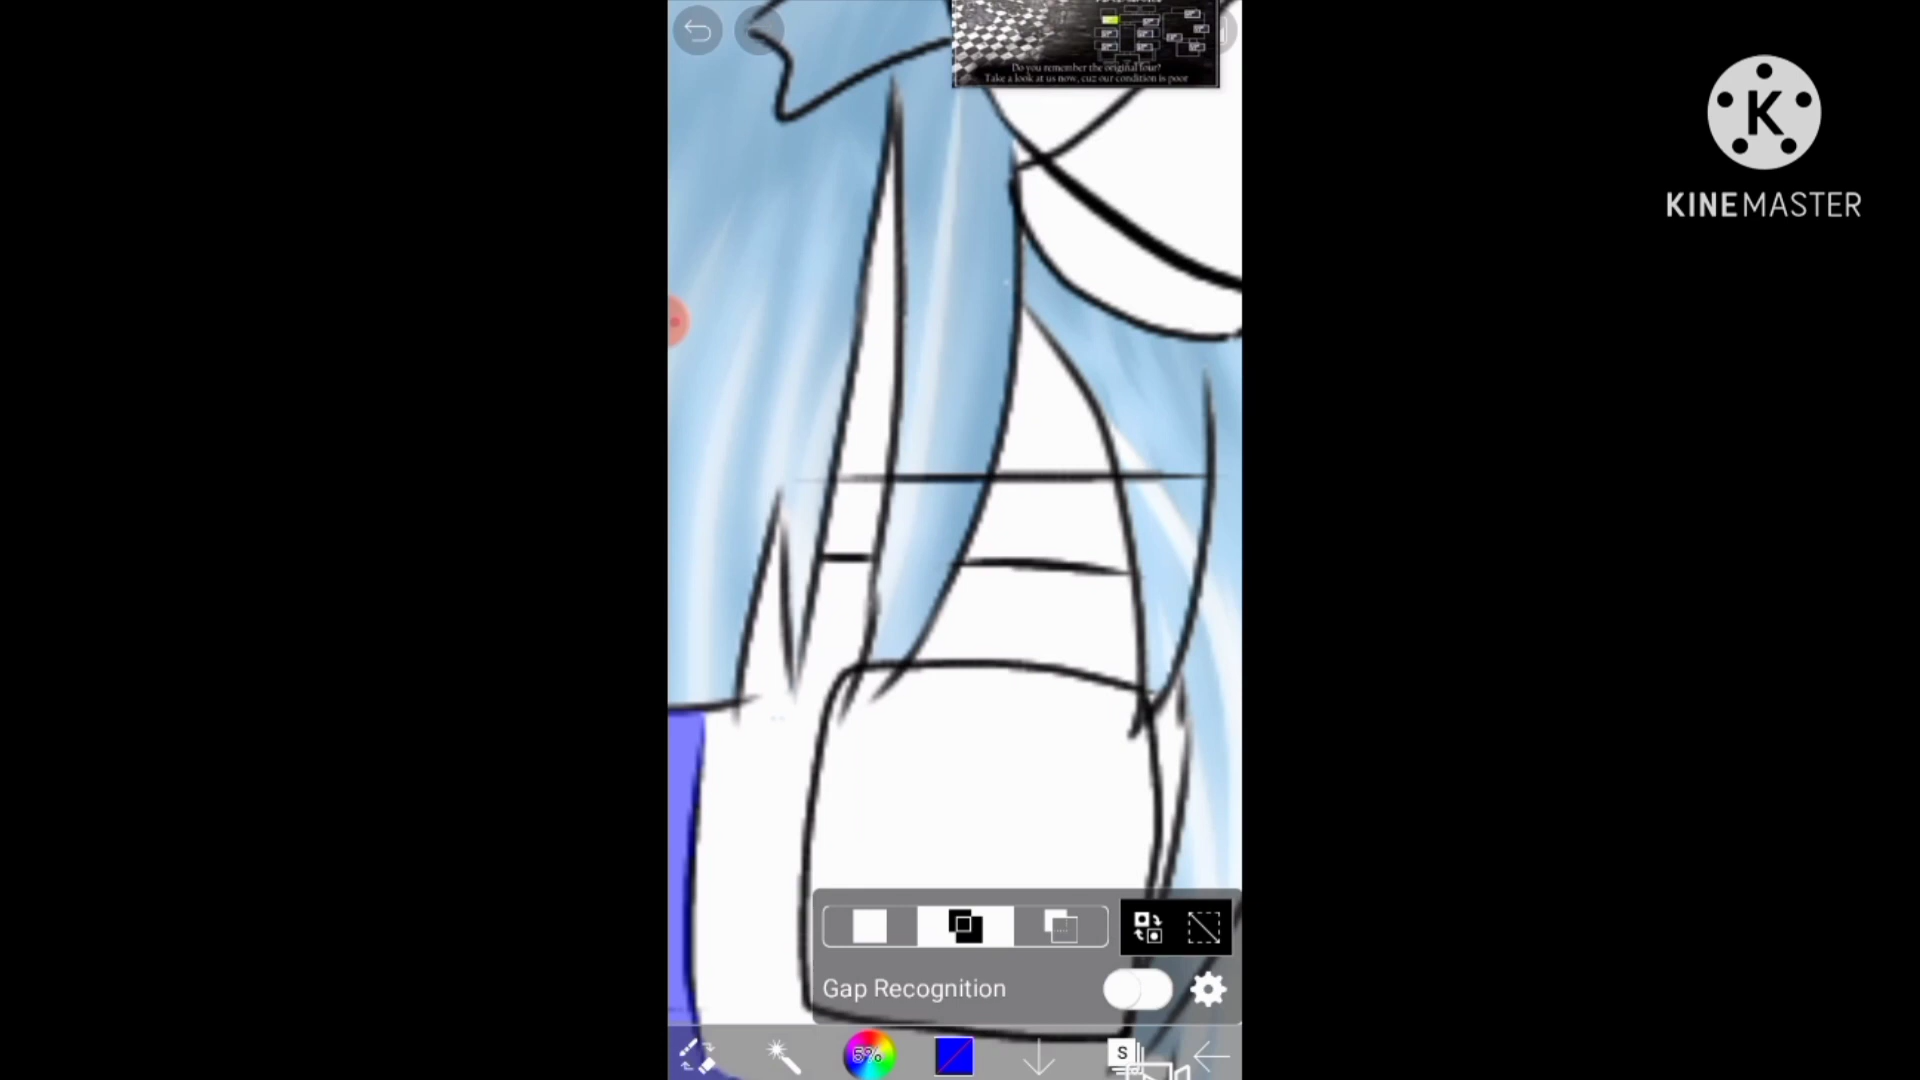 Do you remember the original four?
Take a look at us now, cuz our condition is poor
K
KINEMASTER
Gap Recognition
5%
S